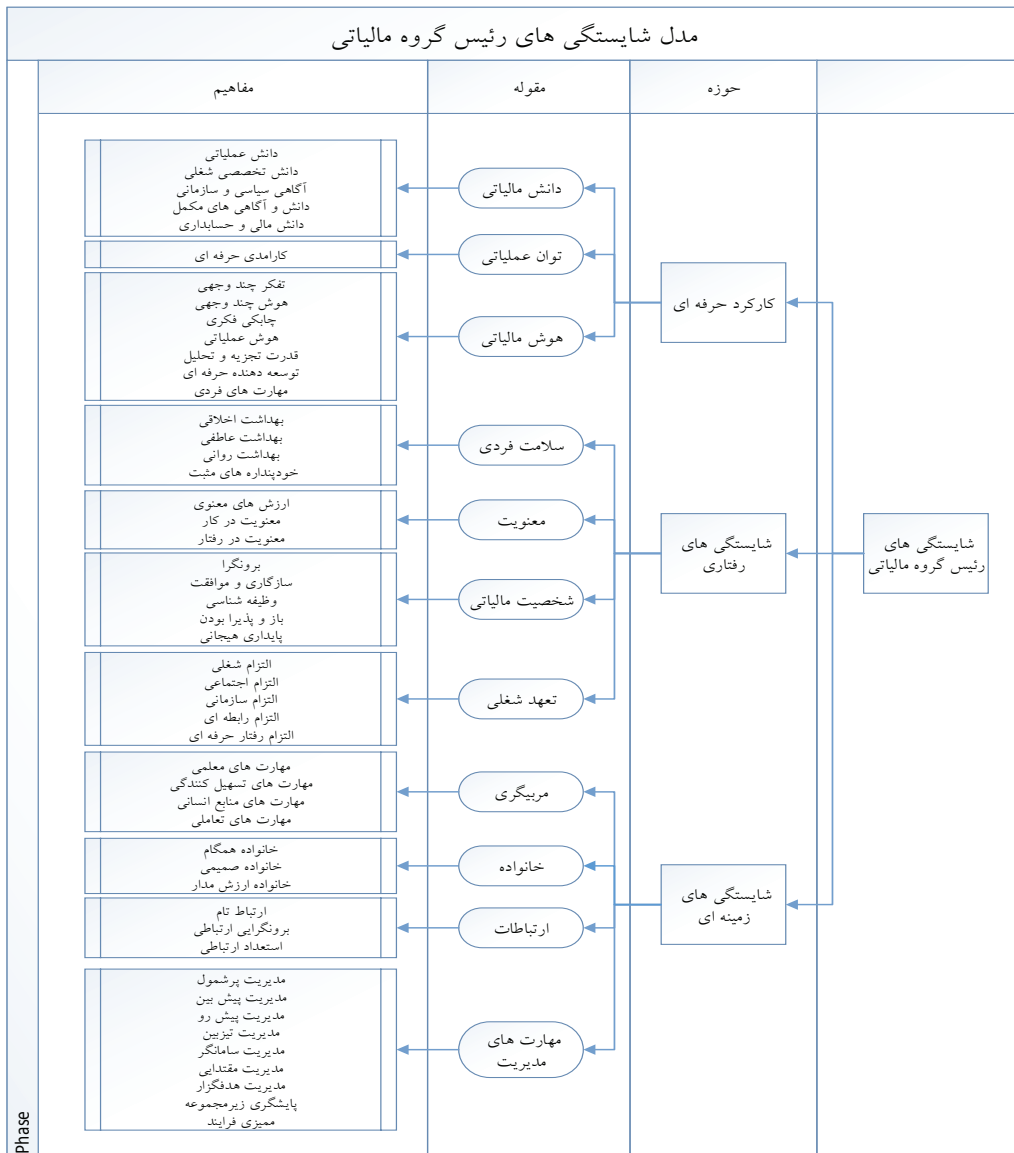 مدل شایستگی های رئیس گروه مالیاتی
حوزه
مقوله
مفاهیم
شایستگی های
رئیس گروه مالیاتی
کارکرد حرفه ای
دانش مالیاتی
دانش عملیاتی
دانش تخصصی شغلی
آگاهی سیاسی و سازمانی
دانش و آگاهی های مکمل
دانش مالی و حسابداری
توان عملیاتی
کارامدی حرفه ای
هوش مالیاتی
تفکر چند وجهی
هوش چند وجهی
چابکی فکری
هوش عملیاتی
قدرت تجزیه و تحلیل
توسعه دهنده حرفه ای
مهارت های فردی
شایستگی های
رفتاری
سلامت فردی
بهداشت اخلاقی
بهداشت عاطفی
بهداشت روانی
خودپنداره های مثبت
معنویت
ارزش های معنوی
معنویت در کار
معنویت در رفتار
شخصیت مالیاتی
برونگرا
سازگاری و موافقت
وظیفه شناسی
باز و پذیرا بودن
پایداری هیجانی
تعهد شغلی
التزام شغلی
التزام اجتماعی
التزام سازمانی
التزام رابطه ای
التزام رفتار حرفه ای
شایستگی های
زمینه ای
مربیگری
مهارت های معلمی
مهارت های تسهیل کنندگی
مهارت های منابع انسانی
مهارت های تعاملی
خانواده
خانواده همگام
خانواده صمیمی
خانواده ارزش مدار
ارتباطات
ارتباط تام
برونگرایی ارتباطی
استعداد ارتباطی
مهارت های
مدیریت
مدیریت پرشمول
مدیریت پیش بین
مدیریت پیش رو
مدیریت تیزبین
مدیریت سامانگر
مدیریت مقتدایی
مدیریت هدفگزار
پایشگری زیرمجموعه
ممیزی فرایند
Phase